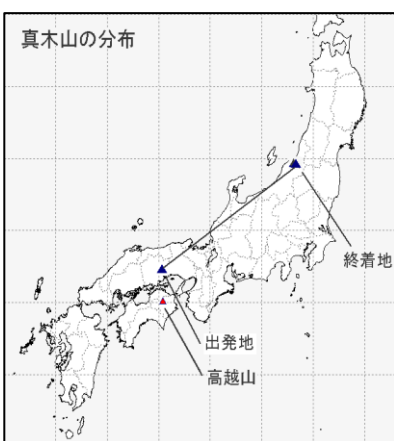 真木山の分布
終着地
出発地
高越山